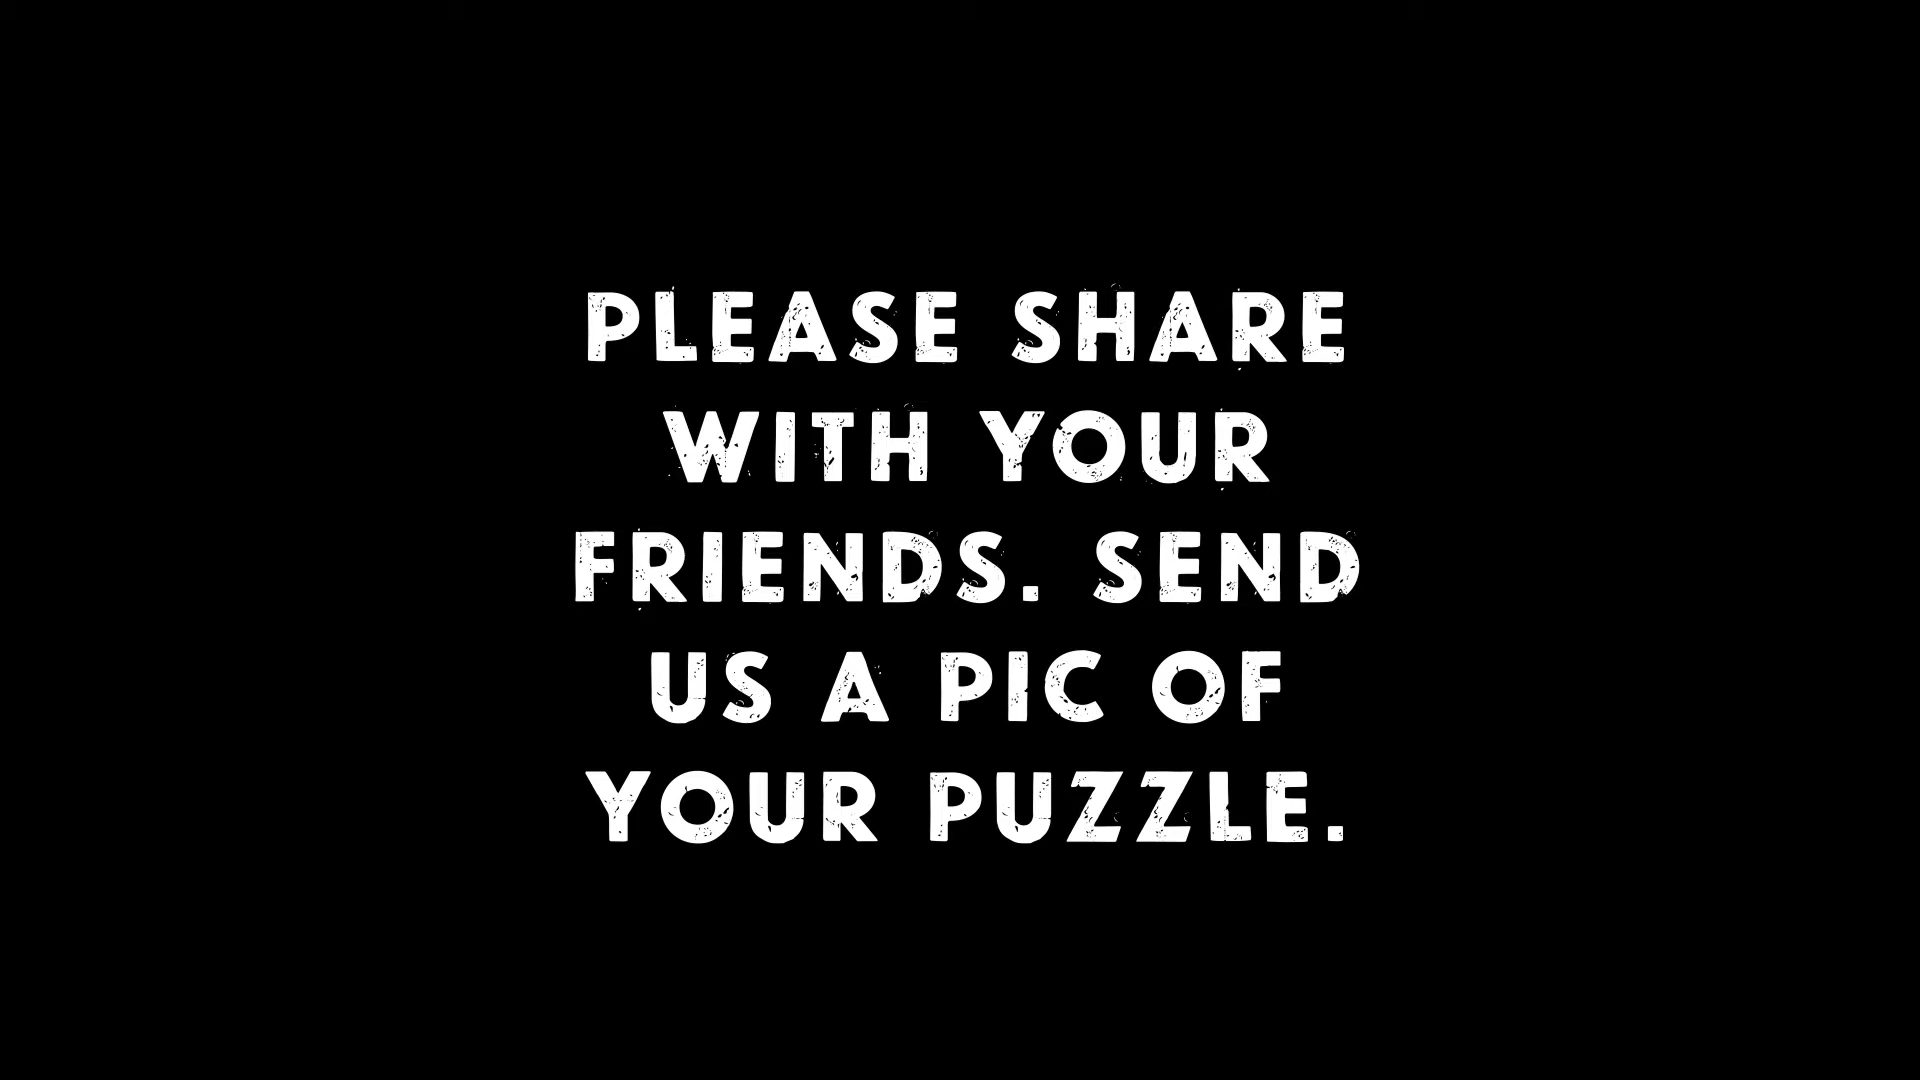 PLEASE SHARE
WITH YOUR
FRIENDS. SEND
US A PIC OF
YOUR PUZZLE.